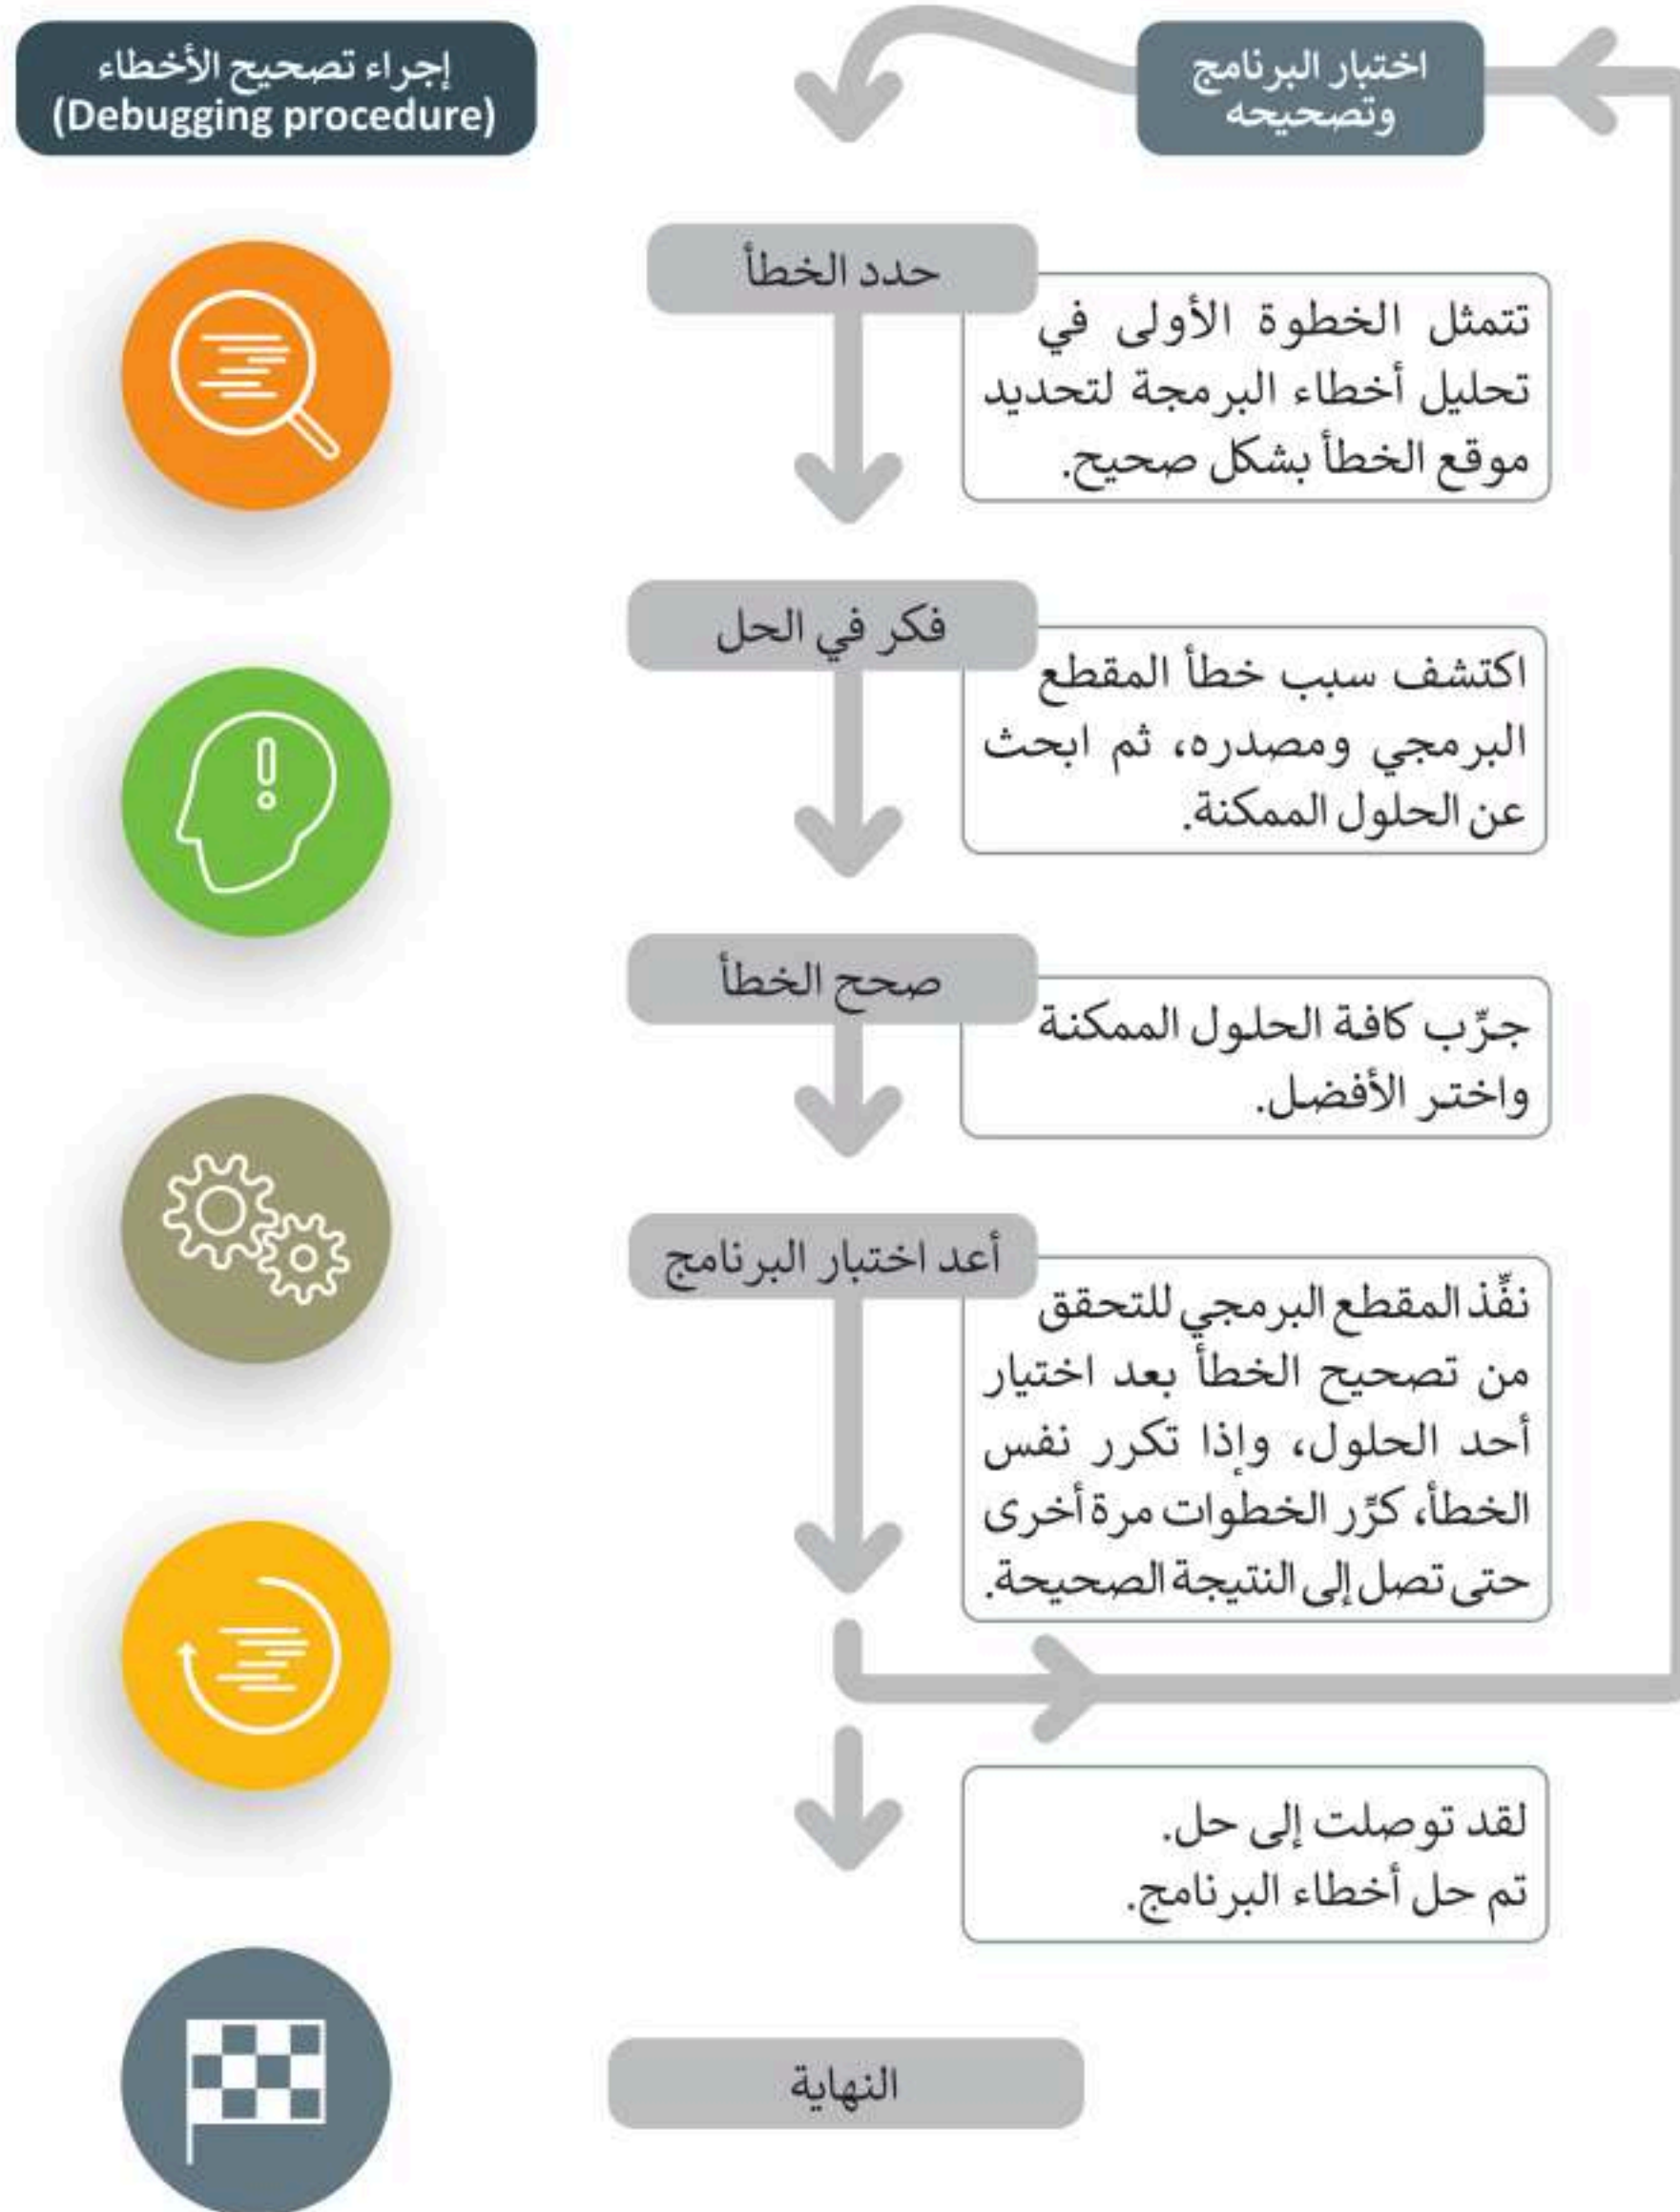 اختبار البرنامج
وتصحيحه
إجراء تصحيح الأخطاء
(Debugging procedure)
حدد الخطأ
تتمثل الخطوة الأولى في
تحليل أخطاء البرمجة لتحديد
موقع الخطأ بشكل صحيح.
فكر في الحل
اكتشف سبب خطأ المقطع
البرمجي ومصدره، ثم ابحث
عن الحلول الممكنة.
صحح الخطأ
جرِّب كافة الحلول الممكنة
واختر الأفضل.
أعد اختبار البرنامج
نفِّذ المقطع البرمجي للتحقق
من تصحيح الخطأ بعد اختيار
أحد الحلول، وإذا تكرر نفس
الخطأ، كرِّر الخطوات مرة أخرى
حتى تصل إلى النتيجة الصحيحة.
لقد توصلت إلى حل.
تم حل أخطاء البرنامج.
النهاية